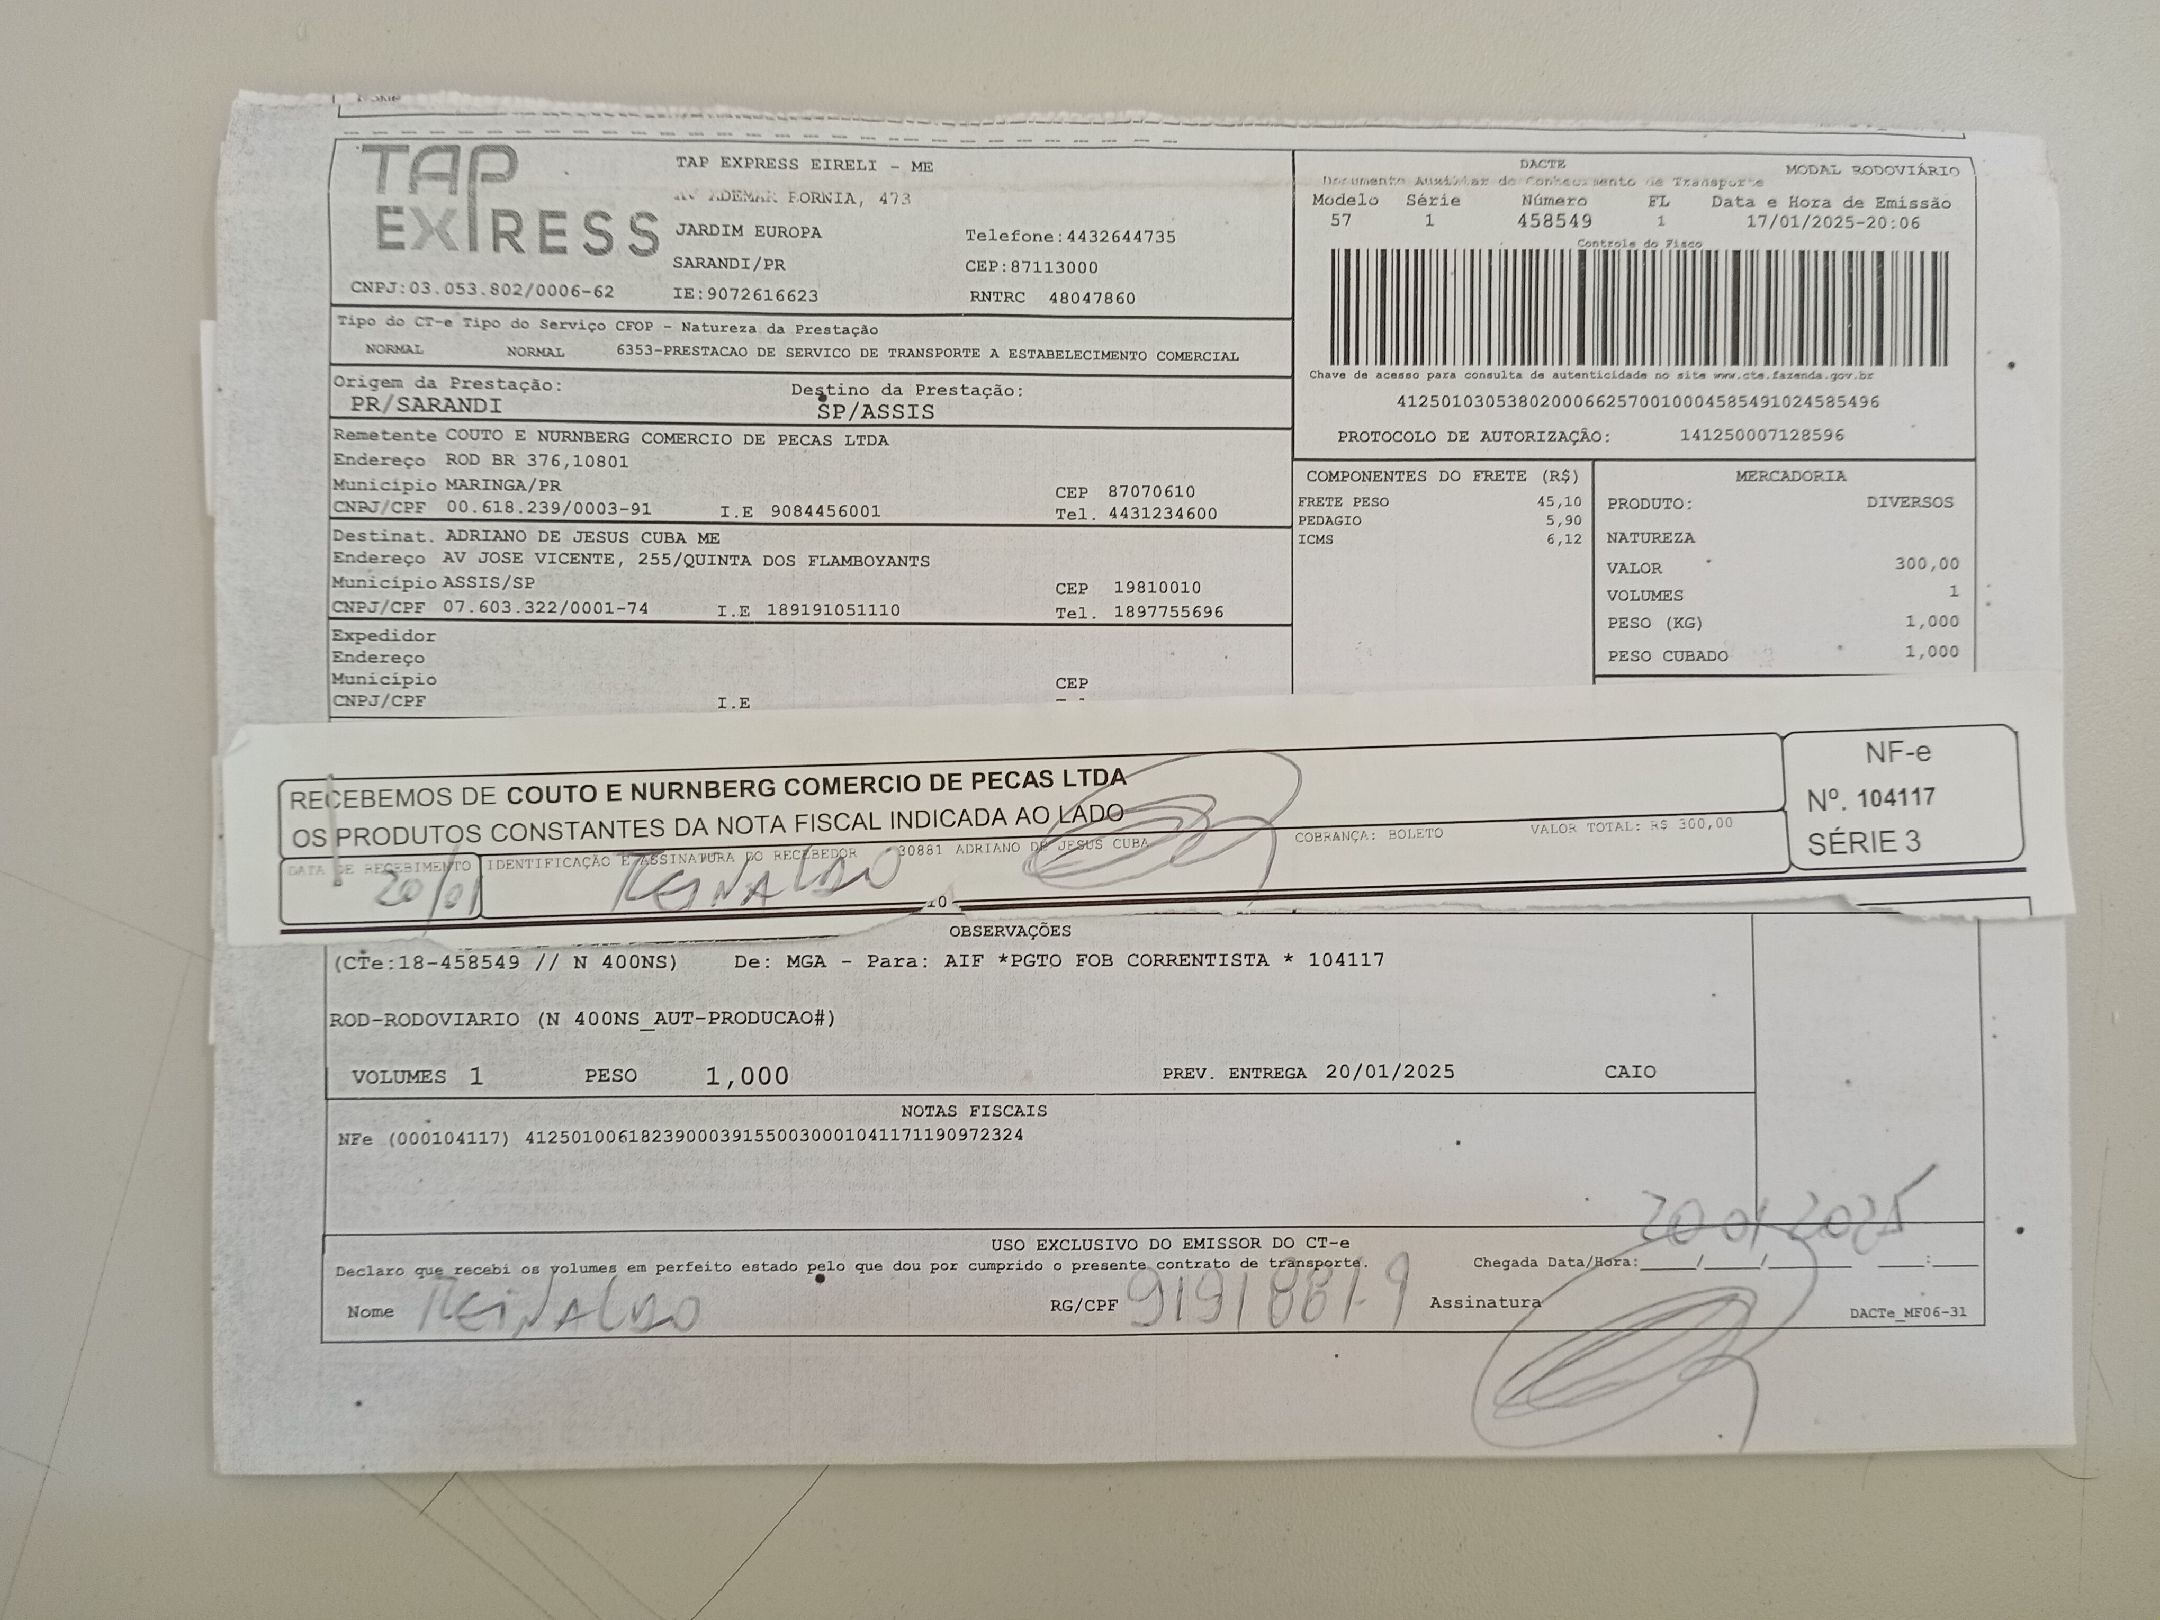 TAP EXPRESS
TAP EXPRESS EIRELI - ME
AV ADEMAR BORNIA, 473
JARDIM EUROPA
Telefone:4432644735
SARANDI/PR
CEP:87113000
CNPJ:03.053.802/0006-62
IE:9072616623
RNTRC 48047860
DACTE
MODAL RODOVIÁRIO
Documento Auxiliar do Conhecimento de Transporte
Modelo Série Número FL Data e Hora de Emissão
57 1 458549 1 17/01/2025-20:06
Controle do Fisco
Chave de acesso para consulta de autenticidade no site www.cte.fazenda.gov.br
41250103053802000662570010004585491024585496
PROTOCOLO DE AUTORIZAÇÃO: 141250007128596
Tipo do CT-e Tipo do Serviço CFOP - Natureza da Prestação
NORMAL NORMAL 6353-PRESTACAO DE SERVICO DE TRANSPORTE A ESTABELECIMENTO COMERCIAL
Origem da Prestação: Destino da Prestação:
PR/SARANDI SP/ASSIS
Remetente COUTO E NURNBERG COMERCIO DE PECAS LTDA
Endereço ROD BR 376,10801
Município MARINGA/PR CEP 87070610
CNPJ/CPF 00.618.239/0003-91 I.E 9084456001 Tel. 4431234600
Destinat. ADRIANO DE JESUS CUBA ME
Endereço AV JOSE VICENTE, 255/QUINTA DOS FLAMBOYANTS
Município ASSIS/SP CEP 19810010
CNPJ/CPF 07.603.322/0001-74 I.E 189191051110 Tel. 1897755696
Expedidor
Endereço
Município CEP
CNPJ/CPF I.E
COMPONENTES DO FRETE (R$)
FRETE PESO 45,10
PEDAGIO 5,90
ICMS 6,12
MERCADORIA
PRODUTO: DIVERSOS
NATUREZA
VALOR 300,00
VOLUMES 1
PESO (KG) 1,000
PESO CUBADO 1,000
RECEBEMOS DE COUTO E NURNBERG COMERCIO DE PECAS LTDA
OS PRODUTOS CONSTANTES DA NOTA FISCAL INDICADA AO LADO
COBRANÇA: BOLETO VALOR TOTAL: R$ 300,00
DATA DE RECEBIMENTO IDENTIFICAÇÃO E ASSINATURA DO RECEBEDOR 30881 ADRIANO DE JESUS CUBA
20/01 REINALDO
NF-e
Nº. 104117
SÉRIE 3
OBSERVAÇÕES
(CTe:18-458549 // N 400NS) De: MGA - Para: AIF *PGTO FOB CORRENTISTA * 104117
ROD-RODOVIARIO (N 400NS_AUT-PRODUCAO#)
VOLUMES 1 PESO 1,000 PREV. ENTREGA 20/01/2025 CAIO
NOTAS FISCAIS
NFe (000104117) 41250100618239000391550030001041171190972324
USO EXCLUSIVO DO EMISSOR DO CT-e
20 01 2025
Declaro que recebi os volumes em perfeito estado pelo que dou por cumprido o presente contrato de transporte. Chegada Data/Hora:____/____/______ ___:___
Nome REINALDO RG/CPF 9191881-9 Assinatura
DACTe_MF06-31